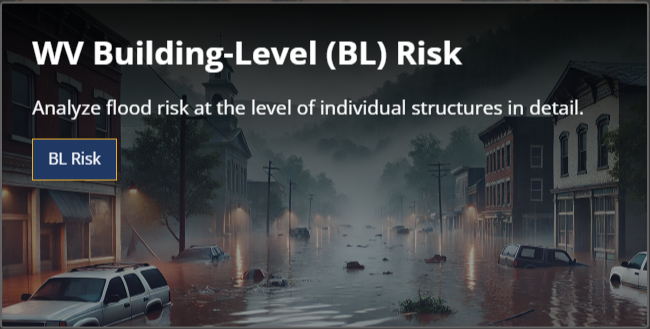 WV Building-Level (BL) Risk
Analyze flood risk at the level of individual structures in detail.
BL Risk